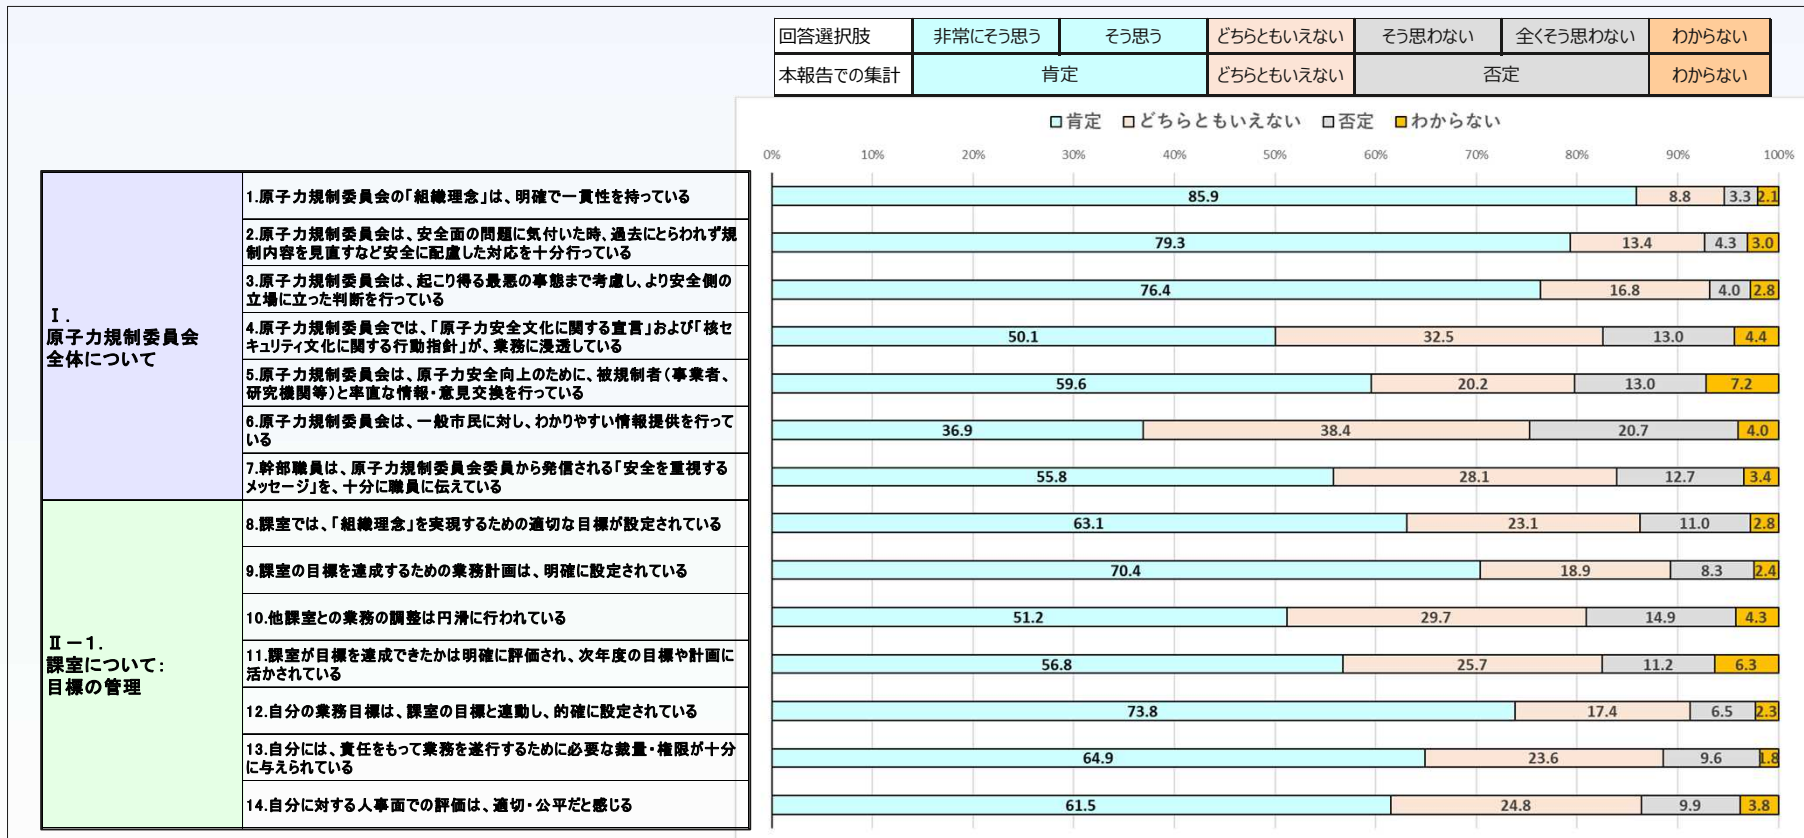 回答選択肢 非常にそう思う そう思う どちらともいえない そう思わない 全くそう思わない わからない
本報告での集計 肯定 どちらともいえない 否定 わからない
肯定 どちらともいえない 否定 わからない
0% 10% 20% 30% 40% 50% 60% 70% 80% 90% 100%
Ⅰ.
原子力規制委員会
全体について
1.原子力規制委員会の「組織理念」は、明確で一貫性を持っている
85.9 8.8 3.3 2.1
2.原子力規制委員会は、安全面の問題に気付いた時、過去にとらわれず規
制内容を見直すなど安全に配慮した対応を十分行っている
79.3 13.4 4.3 3.0
3.原子力規制委員会は、起こり得る最悪の事態まで考慮し、より安全側の
立場に立った判断を行っている
76.4 16.8 4.0 2.8
4.原子力規制委員会では、「原子力安全文化に関する宣言」および「核セ
キュリティ文化に関する行動指針」が、業務に浸透している
50.1 32.5 13.0 4.4
5.原子力規制委員会は、原子力安全向上のために、被規制者(事業者、
研究機関等)と率直な情報・意見交換を行っている
59.6 20.2 13.0 7.2
6.原子力規制委員会は、一般市民に対し、わかりやすい情報提供を行って
いる
36.9 38.4 20.7 4.0
7.幹部職員は、原子力規制委員会委員から発信される「安全を重視する
メッセージ」を、十分に職員に伝えている
55.8 28.1 12.7 3.4
Ⅱ-1.
課室について:
目標の管理
8.課室では、「組織理念」を実現するための適切な目標が設定されている
63.1 23.1 11.0 2.8
9.課室の目標を達成するための業務計画は、明確に設定されている
70.4 18.9 8.3 2.4
10.他課室との業務の調整は円滑に行われている
51.2 29.7 14.9 4.3
11.課室が目標を達成できたかは明確に評価され、次年度の目標や計画に
活かされている
56.8 25.7 11.2 6.3
12.自分の業務目標は、課室の目標と連動し、的確に設定されている
73.8 17.4 6.5 2.3
13.自分には、責任をもって業務を遂行するために必要な裁量・権限が十分
に与えられている
64.9 23.6 9.6 1.8
14.自分に対する人事面での評価は、適切・公平だと感じる
61.5 24.8 9.9 3.8